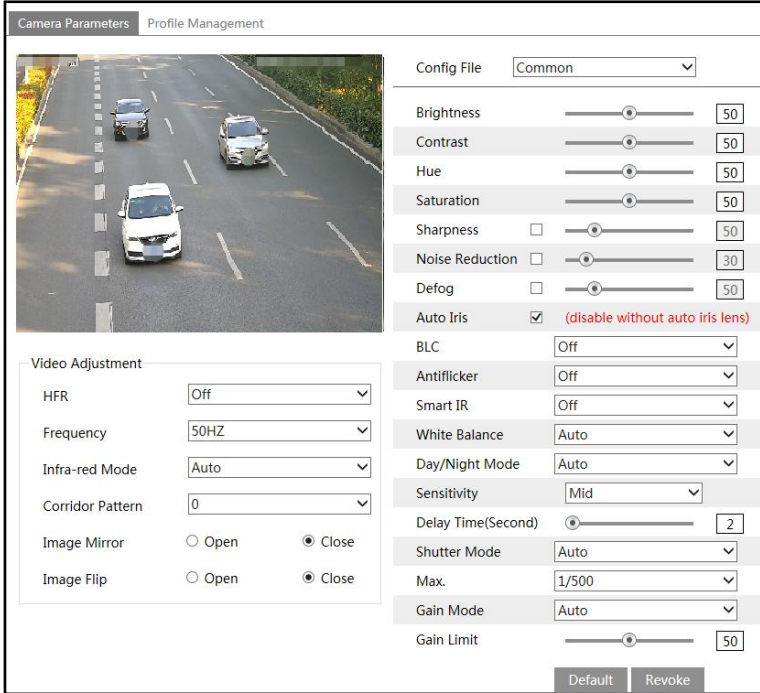 Camera Parameters Profile Management
Config File Common
Brightness 50
Contrast 50
Hue 50
Saturation 50
Sharpness 50
Noise Reduction 30
Defog 50
Auto Iris (disable without auto iris lens)
BLC Off
Antiflicker Off
Smart IR Off
White Balance Auto
Day/Night Mode Auto
Sensitivity Mid
Delay Time(Second) 2
Shutter Mode Auto
Max. 1/500
Gain Mode Auto
Gain Limit 50
Default Revoke
Video Adjustment
HFR Off
Frequency 50HZ
Infra-red Mode Auto
Corridor Pattern 0
Image Mirror Open Close
Image Flip Open Close